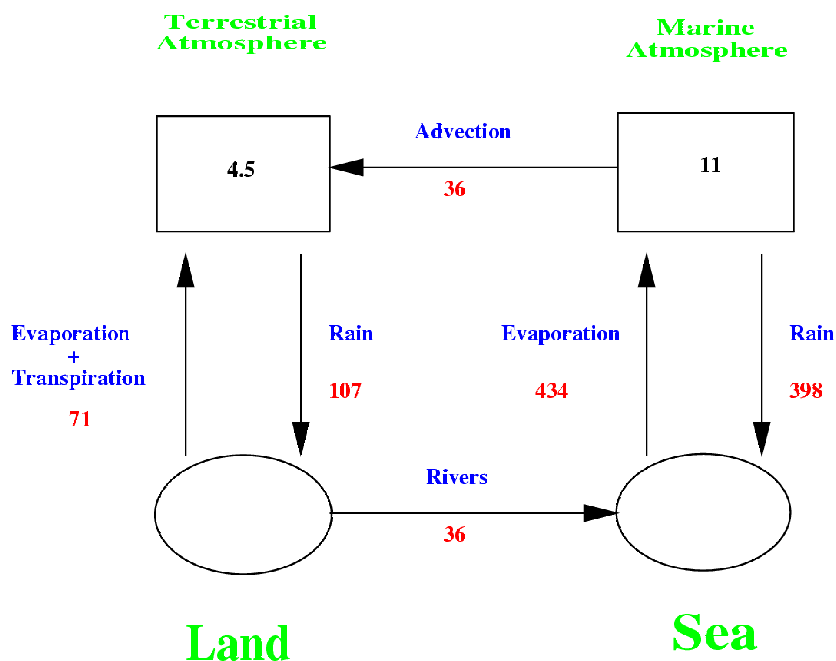 Terrestrial
Atmosphere
Marine
Atmosphere
4.5
Advection
36
11
Evaporation
+
Transpiration
71
Rain
107
Evaporation
434
Rain
398
Rivers
36
Land
Sea